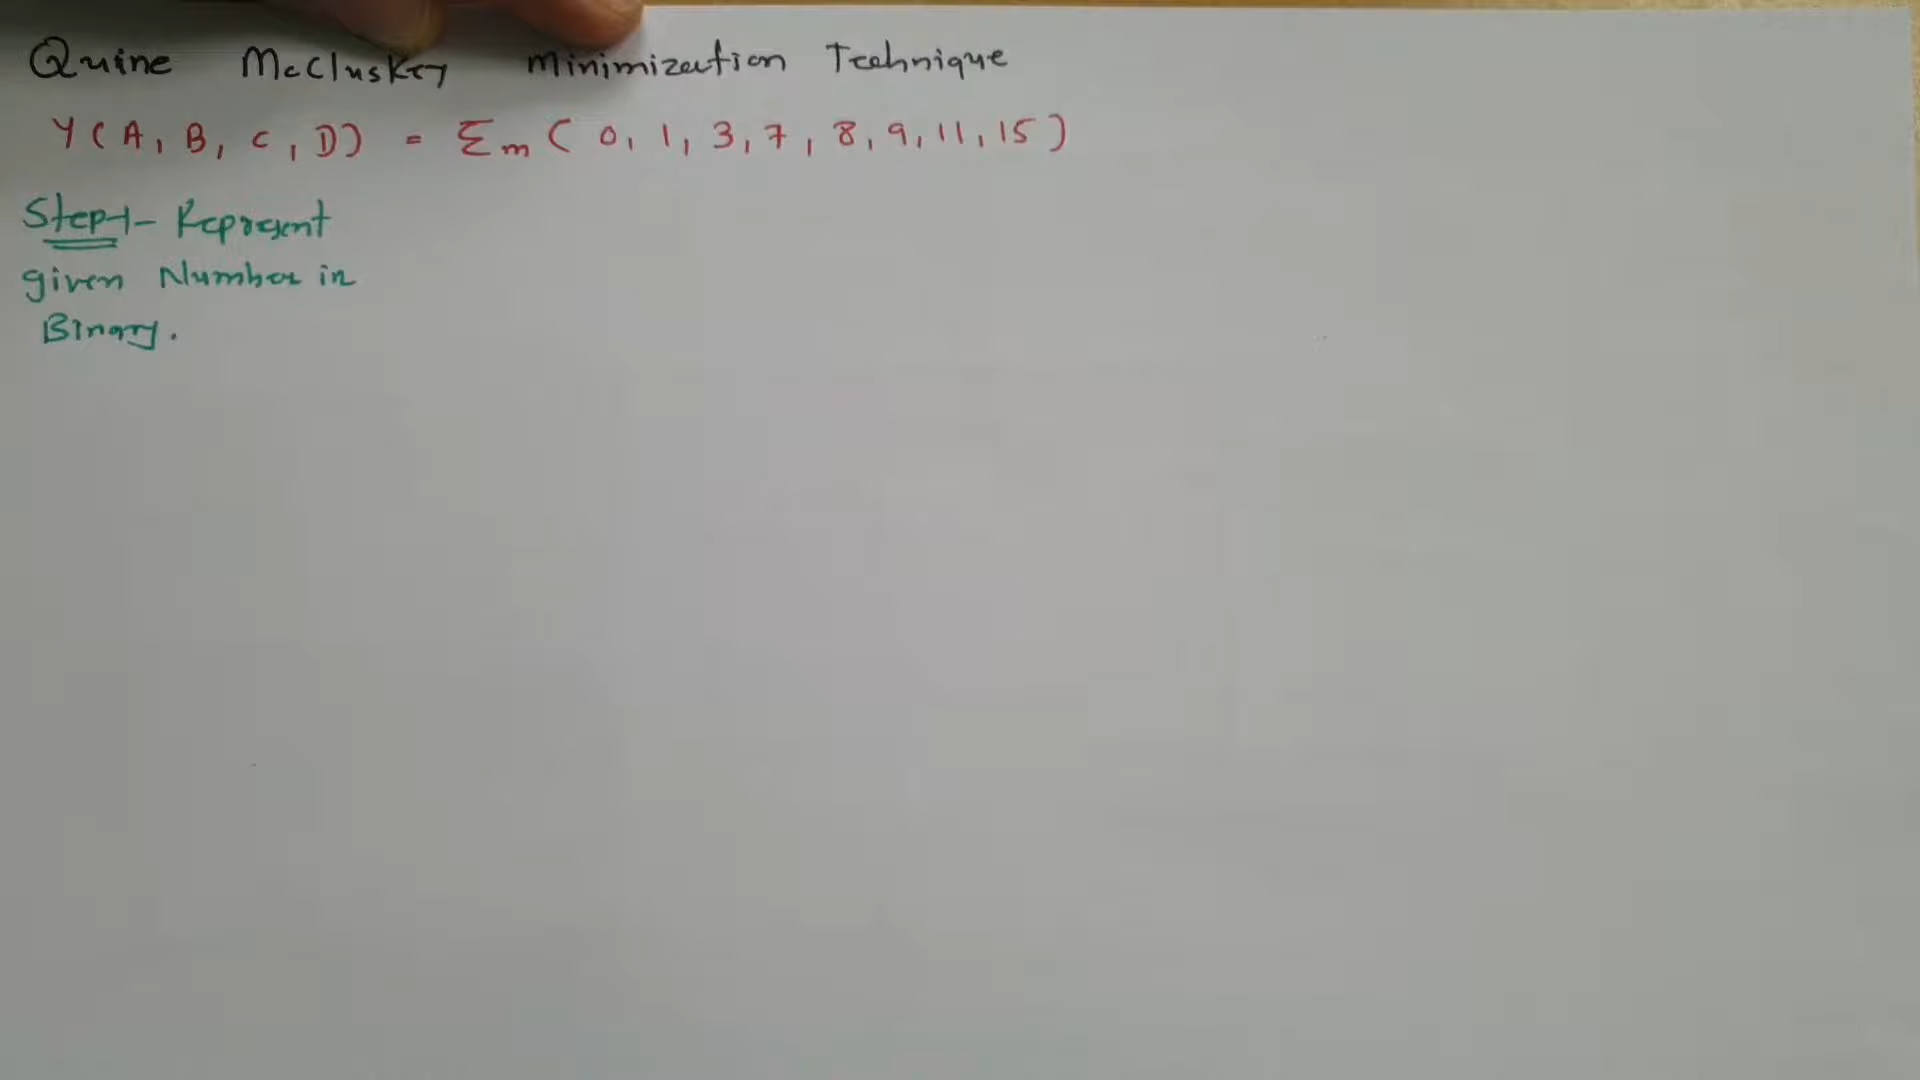 Quine McCluskey Minimization Technique
Y(A, B, C, D) = Σm ( 0, 1, 3, 7, 8, 9, 11, 15 )
Step-1- Represent
given Number in
Binary.